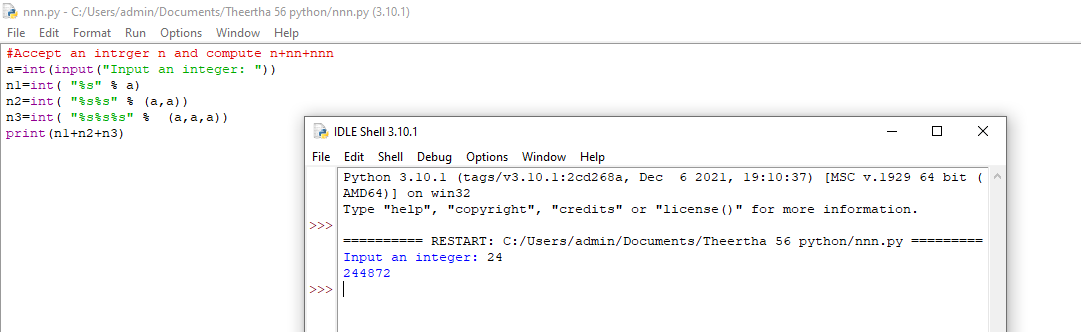 nnn.py - C:/Users/admin/Documents/Theertha 56 python/nnn.py (3.10.1)
File Edit Format Run Options Window Help
#Accept an intrger n and compute n+nn+nnn
a=int(input("Input an integer: "))
n1=int( "%s" % a)
n2=int( "%s%s" % (a,a))
n3=int( "%s%s%s" %  (a,a,a))
print(n1+n2+n3)
IDLE Shell 3.10.1
File Edit Shell Debug Options Window Help
Python 3.10.1 (tags/v3.10.1:2cd268a, Dec  6 2021, 19:10:37) [MSC v.1929 64 bit (
AMD64)] on win32
Type "help", "copyright", "credits" or "license()" for more information.
>>>
========== RESTART: C:/Users/admin/Documents/Theertha 56 python/nnn.py =========
Input an integer: 24
244872
>>>